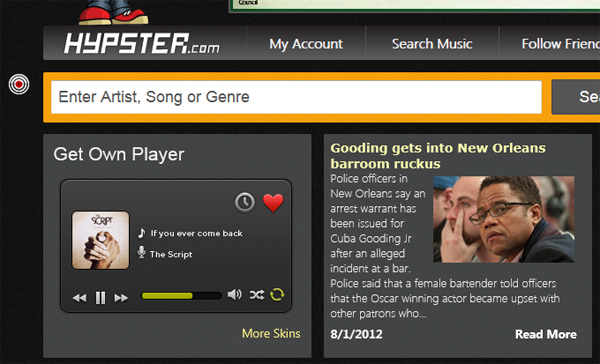 Council
HYPSTER.com
My Account
Search Music
Follow Frien
Enter Artist, Song or Genre
Se
Get Own Player
SCRIPT
If you ever come back
The Script
More Skins
Gooding gets into New Orleans
barroom ruckus
Police officers in
New Orleans say an
arrest warrant has
been issued for
Cuba Gooding Jr
after an alleged
incident at a bar.
Police said that a female bartender told officers
that the Oscar winning actor became upset with
other patrons who...
8/1/2012
Read More